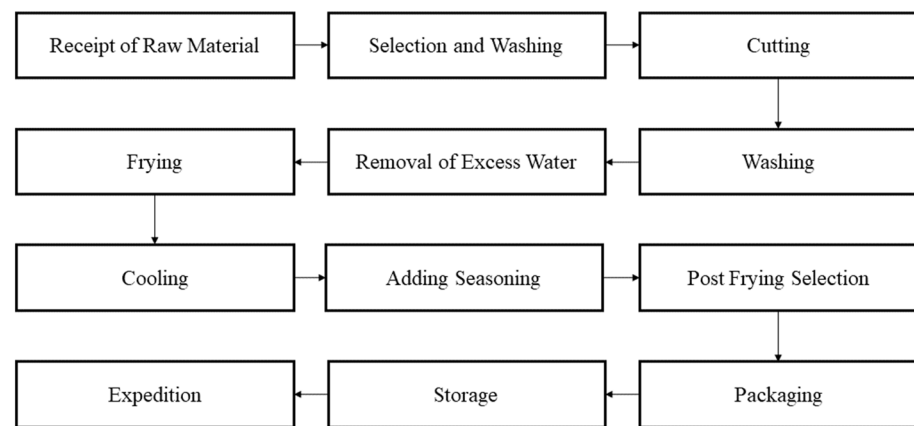 Receipt of Raw Material
Selection and Washing
Cutting
Washing
Removal of Excess Water
Frying
Cooling
Adding Seasoning
Post Frying Selection
Packaging
Storage
Expedition